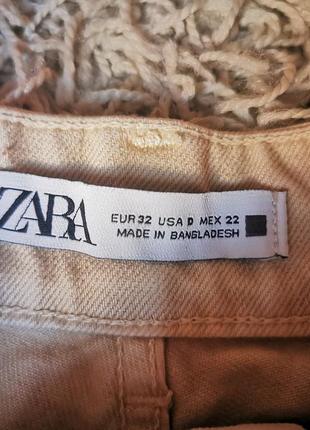 ZARA
EUR 32 USA 0 MEX 22
MADE IN BANGLADESH